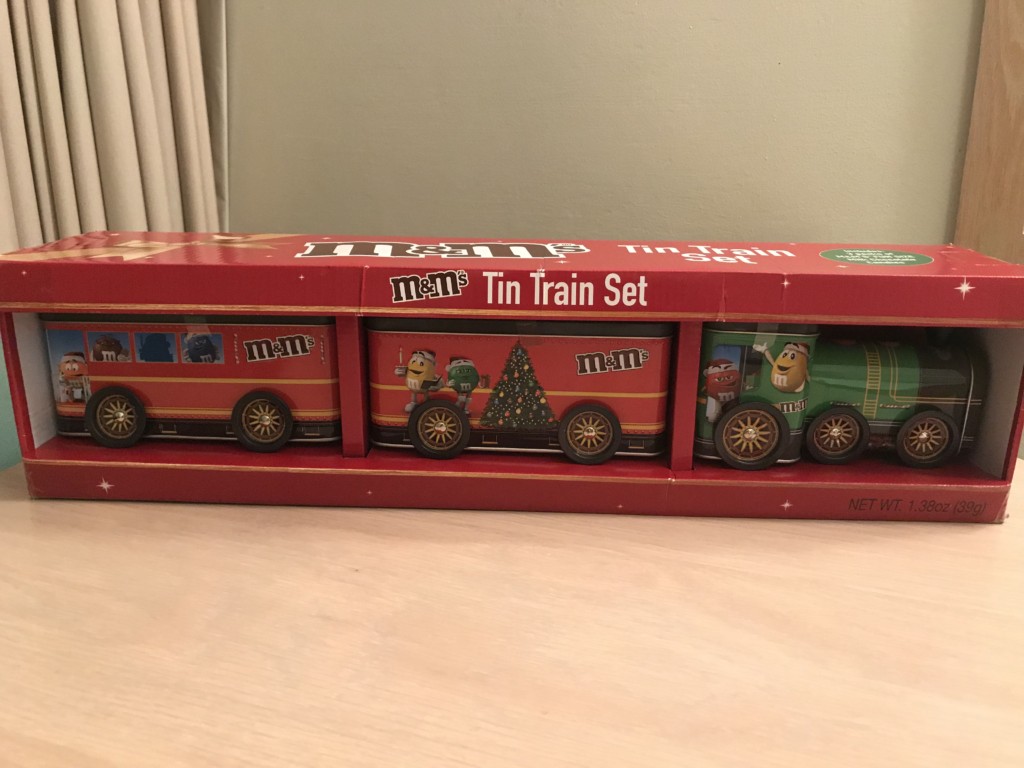 m&m's
Tin Train
Set
m&m's Tin Train Set
m&m's
m&m's
m&m's
NET WT. 1.38oz (39g)